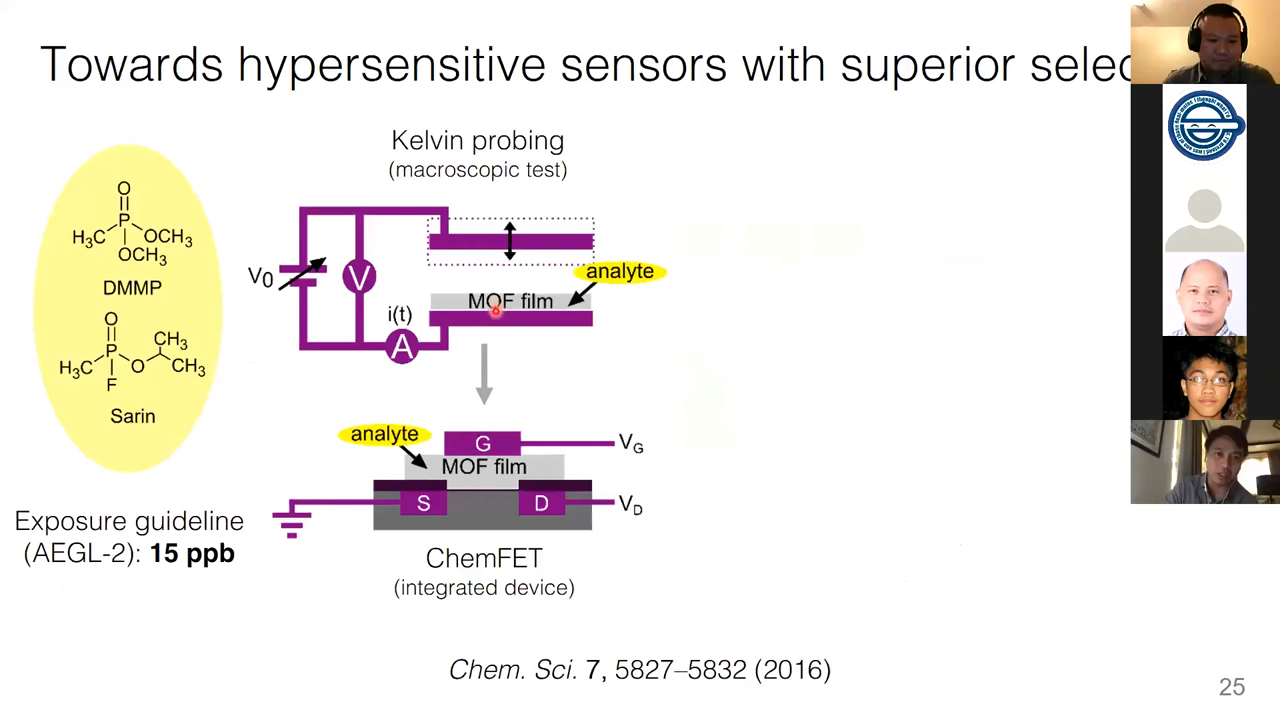 Towards hypersensitive sensors with superior selec
Kelvin probing
(macroscopic test)
O
H₃C
P
OCH₃
OCH₃
DMMP
O
CH₃
H₃C
P
O
CH₃
F
Sarin
Exposure guideline
(AEGL-2): 15 ppb
V₀
V
i(t)
A
analyte
MOF film
analyte
G
V_G
MOF film
S
D
V_D
ChemFET
(integrated device)
Chem. Sci. 7, 5827–5832 (2016)
25